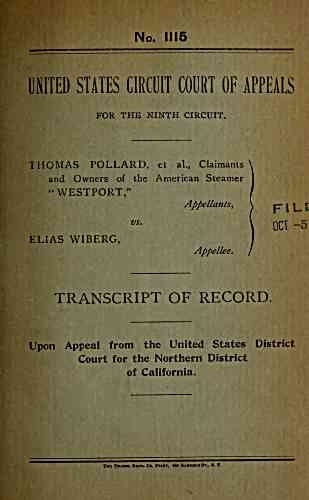 No. 1115
UNITED STATES CIRCUIT COURT OF APPEALS
FOR THE NINTH CIRCUIT.
THOMAS POLLARD, et al., Claimants
and Owners of the American Steamer
"WESTPORT,"
Appellants,
vs.
ELIAS WIBERG,
Appellee.
FILE
OCT -5
TRANSCRIPT OF RECORD.
Upon Appeal from the United States District
Court for the Northern District
of California.